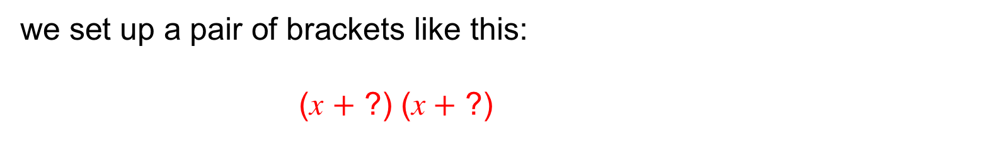 we set up a pair of brackets like this:
(x + ?) (x + ?)